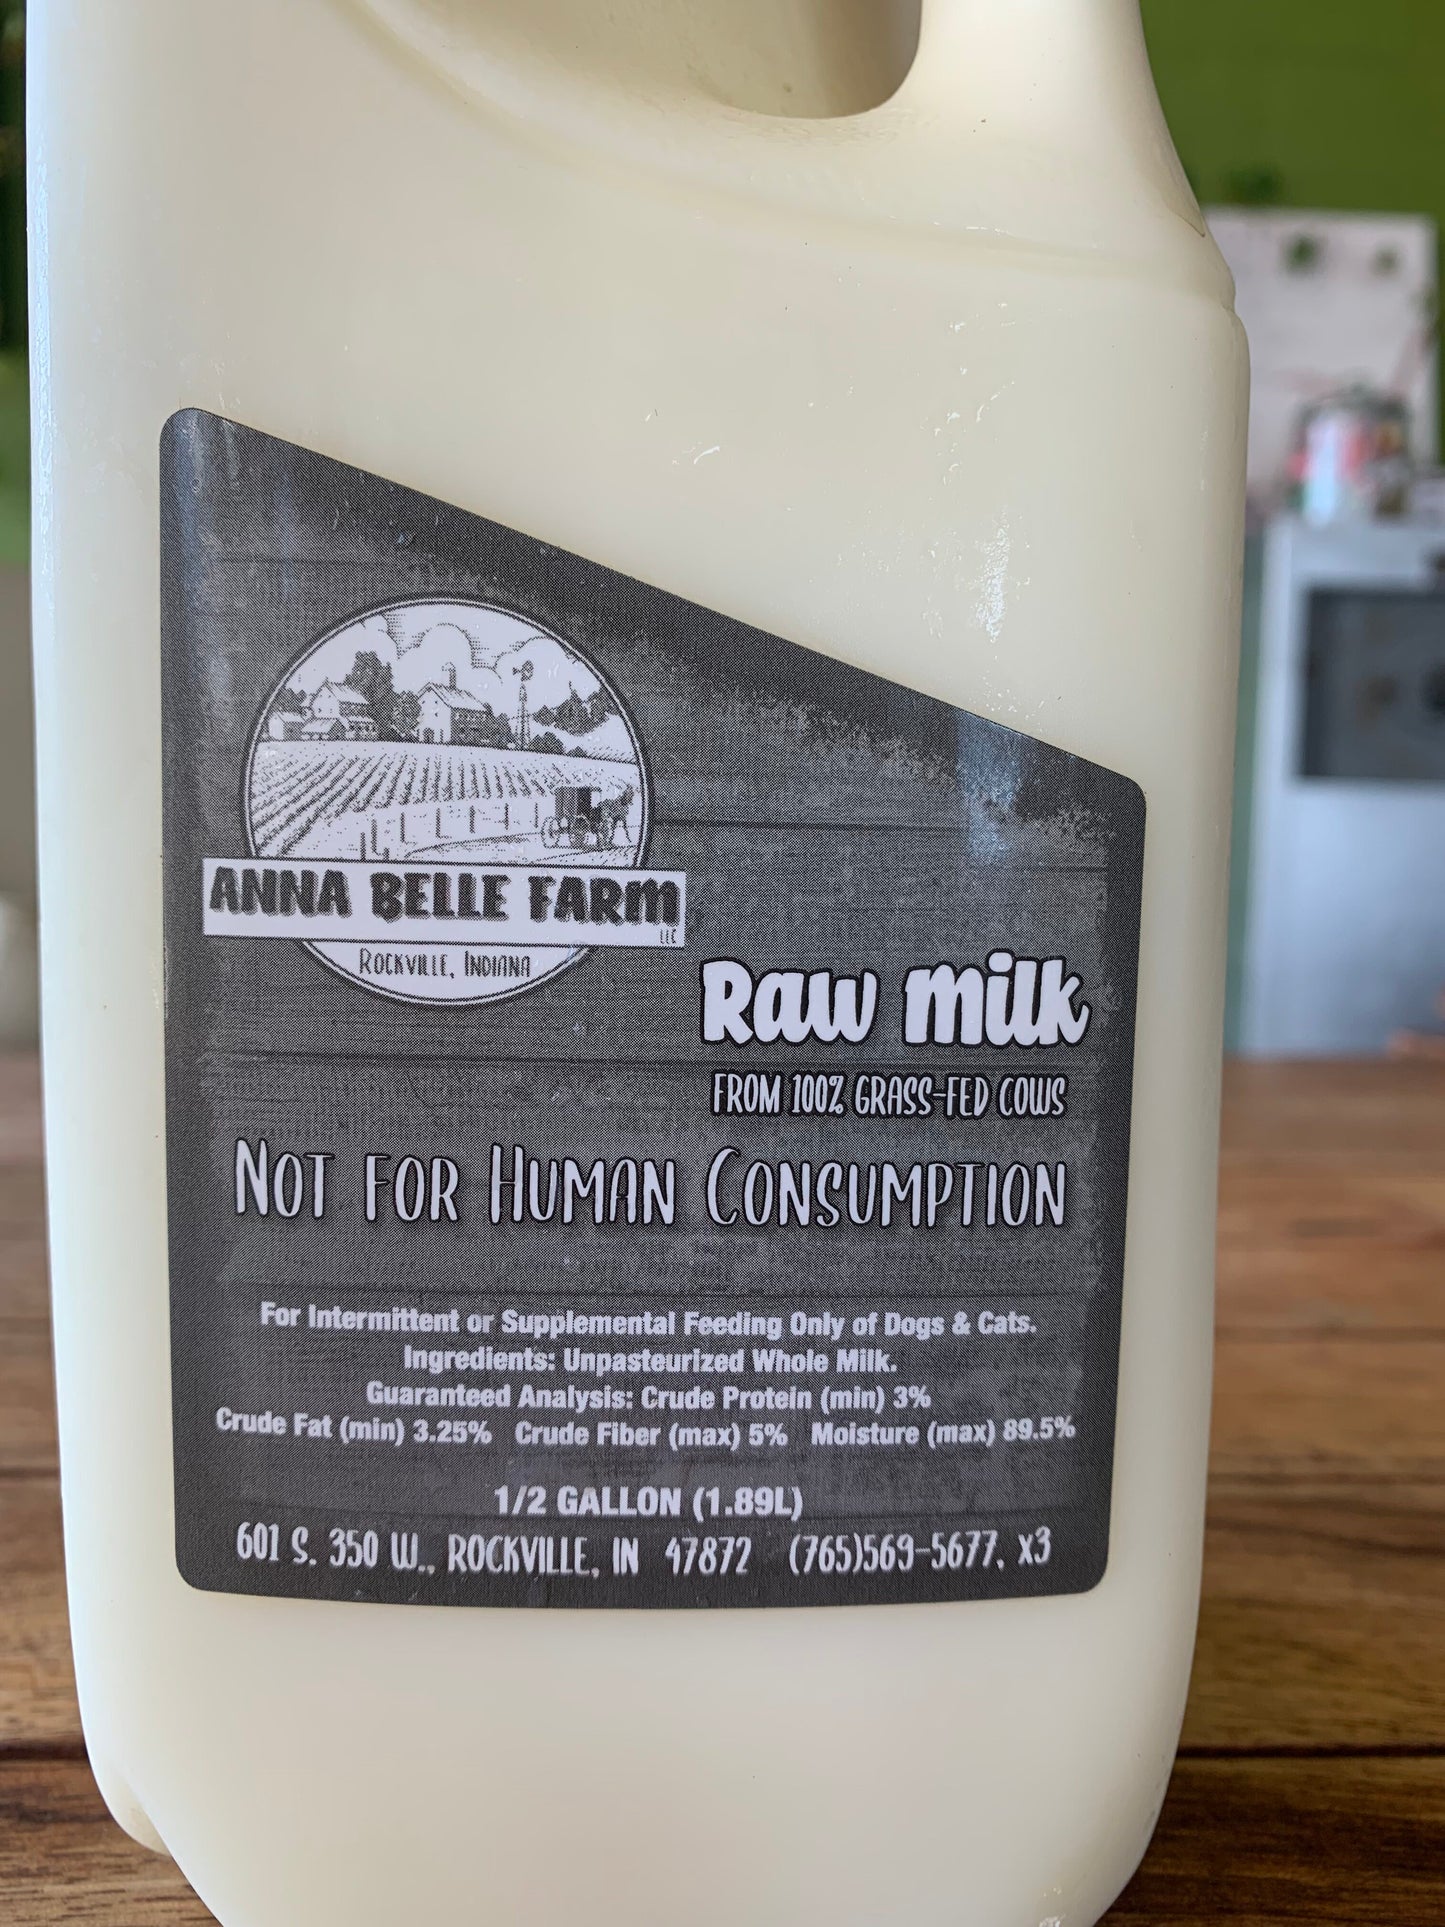 ANNA BELLE FARM
LLC
ROCKVILLE, INDIANA
Raw milk
FROM 100% GRASS-FED COWS
NOT FOR HUMAN CONSUMPTION
For Intermittent or Supplemental Feeding Only of Dogs & Cats.
Ingredients: Unpasteurized Whole Milk.
Guaranteed Analysis: Crude Protein (min) 3%
Crude Fat (min) 3.25% Crude Fiber (max) 5% Moisture (max) 89.5%
1/2 GALLON (1.89L)
601 S. 350 W., ROCKVILLE, IN 47872 (765)569-5677, x3